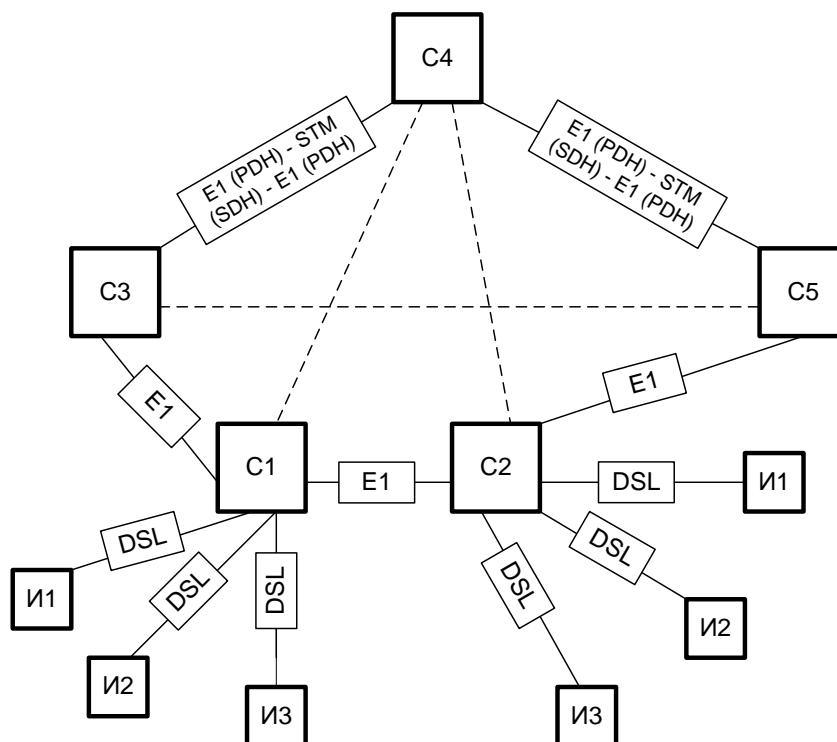 С4
E1 (PDH) - STM
(SDH) - E1 (PDH)
E1 (PDH) - STM
(SDH) - E1 (PDH)
С3
С5
E1
E1
С1
E1
С2
DSL
И1
DSL
DSL
DSL
DSL
DSL
И1
И2
И2
И3
И3